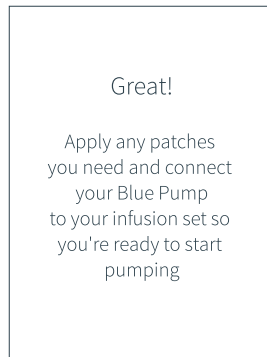 Great!
Apply any patches
you need and connect
your Blue Pump
to your infusion set so
you're ready to start
pumping